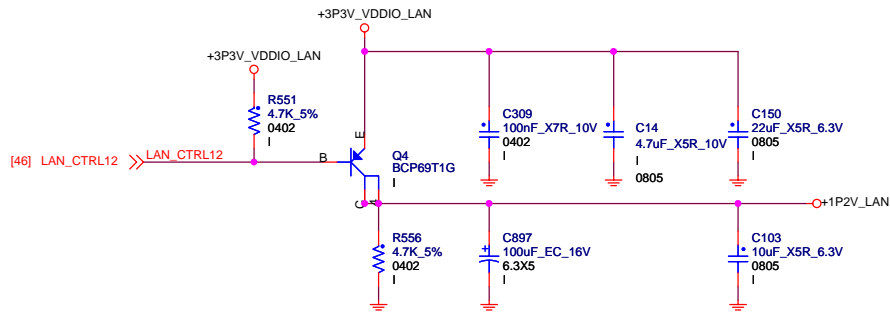 +3P3V_VDDIO_LAN
+3P3V_VDDIO_LAN
R551
4.7K_5%
0402
I
C309
100nF_X7R_10V
0402
I
C14
4.7uF_X5R_10V
I
0805
C150
22uF_X5R_6.3V
0805
I
[46] LAN_CTRL12
LAN_CTRL12
B
E
C
4
Q4
BCP69T1G
I
+1P2V_LAN
R556
4.7K_5%
0402
I
C897
100uF_EC_16V
6.3X5
I
C103
10uF_X5R_6.3V
0805
I